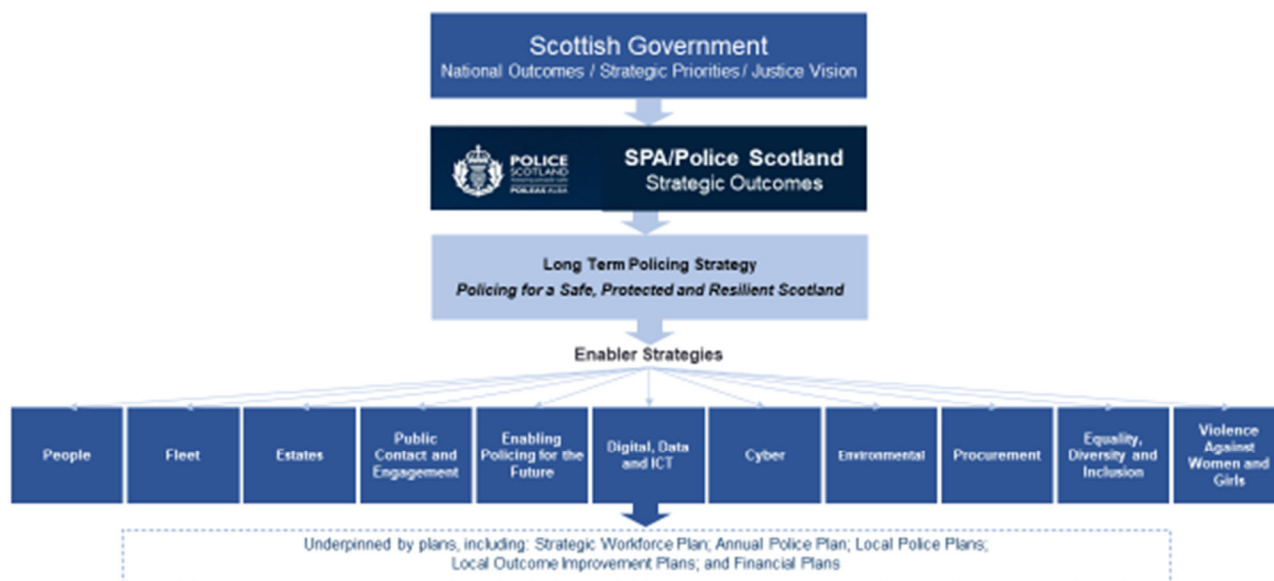 Scottish Government
National Outcomes / Strategic Priorities / Justice Vision
POLICE
SCOTLAND
POILEAS ALBA
SPA/Police Scotland
Strategic Outcomes
Long Term Policing Strategy
Policing for a Safe, Protected and Resilient Scotland
Enabler Strategies
People
Fleet
Estates
Public
Contact and
Engagement
Enabling
Policing for the
Future
Digital, Data
and ICT
Cyber
Environmental
Procurement
Equality,
Diversity and
Inclusion
Violence
Against
Women and
Girls
Underpinned by plans, including: Strategic Workforce Plan; Annual Police Plan; Local Police Plans;
Local Outcome Improvement Plans; and Financial Plans